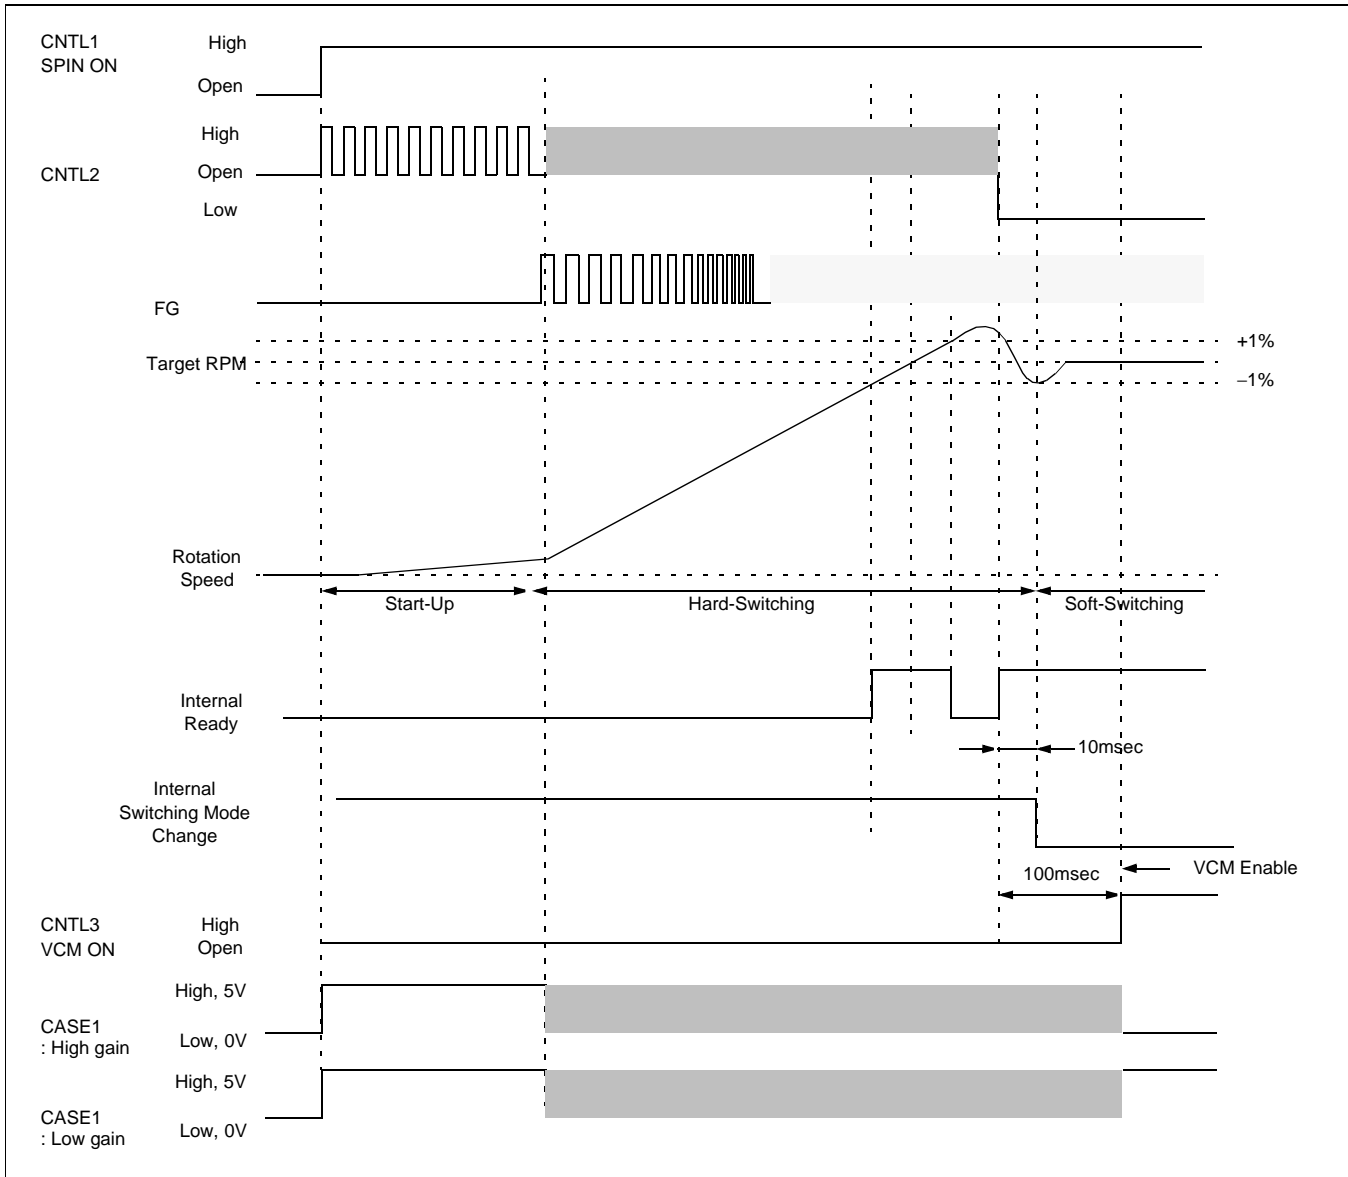 CNTL1
SPIN ON
High
Open
CNTL2
High
Open
Low
FG
Target RPM
+1%
−1%
Rotation
Speed
Start-Up
Hard-Switching
Soft-Switching
Internal
Ready
10msec
Internal
Switching Mode
Change
100msec
VCM Enable
CNTL3
VCM ON
High
Open
CASE1
: High gain
High, 5V
Low, 0V
CASE1
: Low gain
High, 5V
Low, 0V